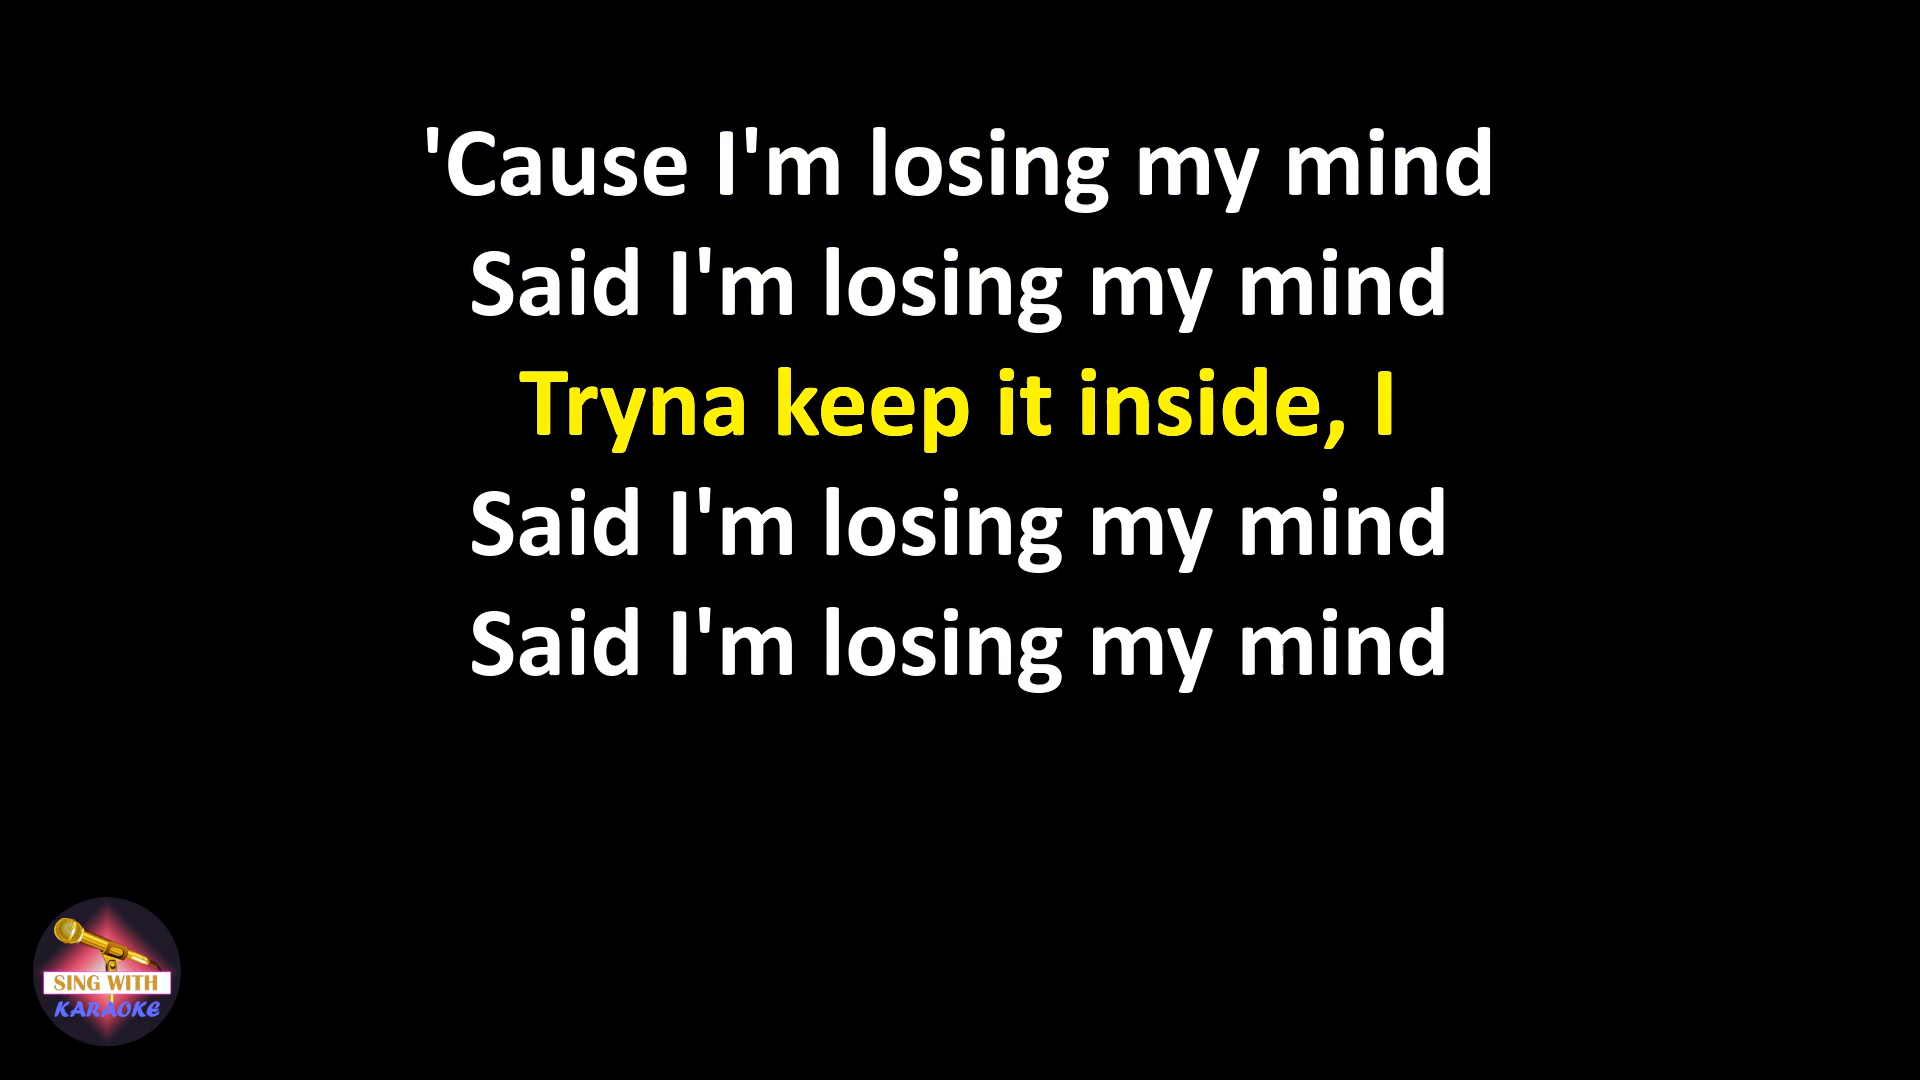 'Cause I'm losing my mind
Said I'm losing my mind
Tryna keep it inside, I
Said I'm losing my mind
Said I'm losing my mind
SING WITH
KARAOKE